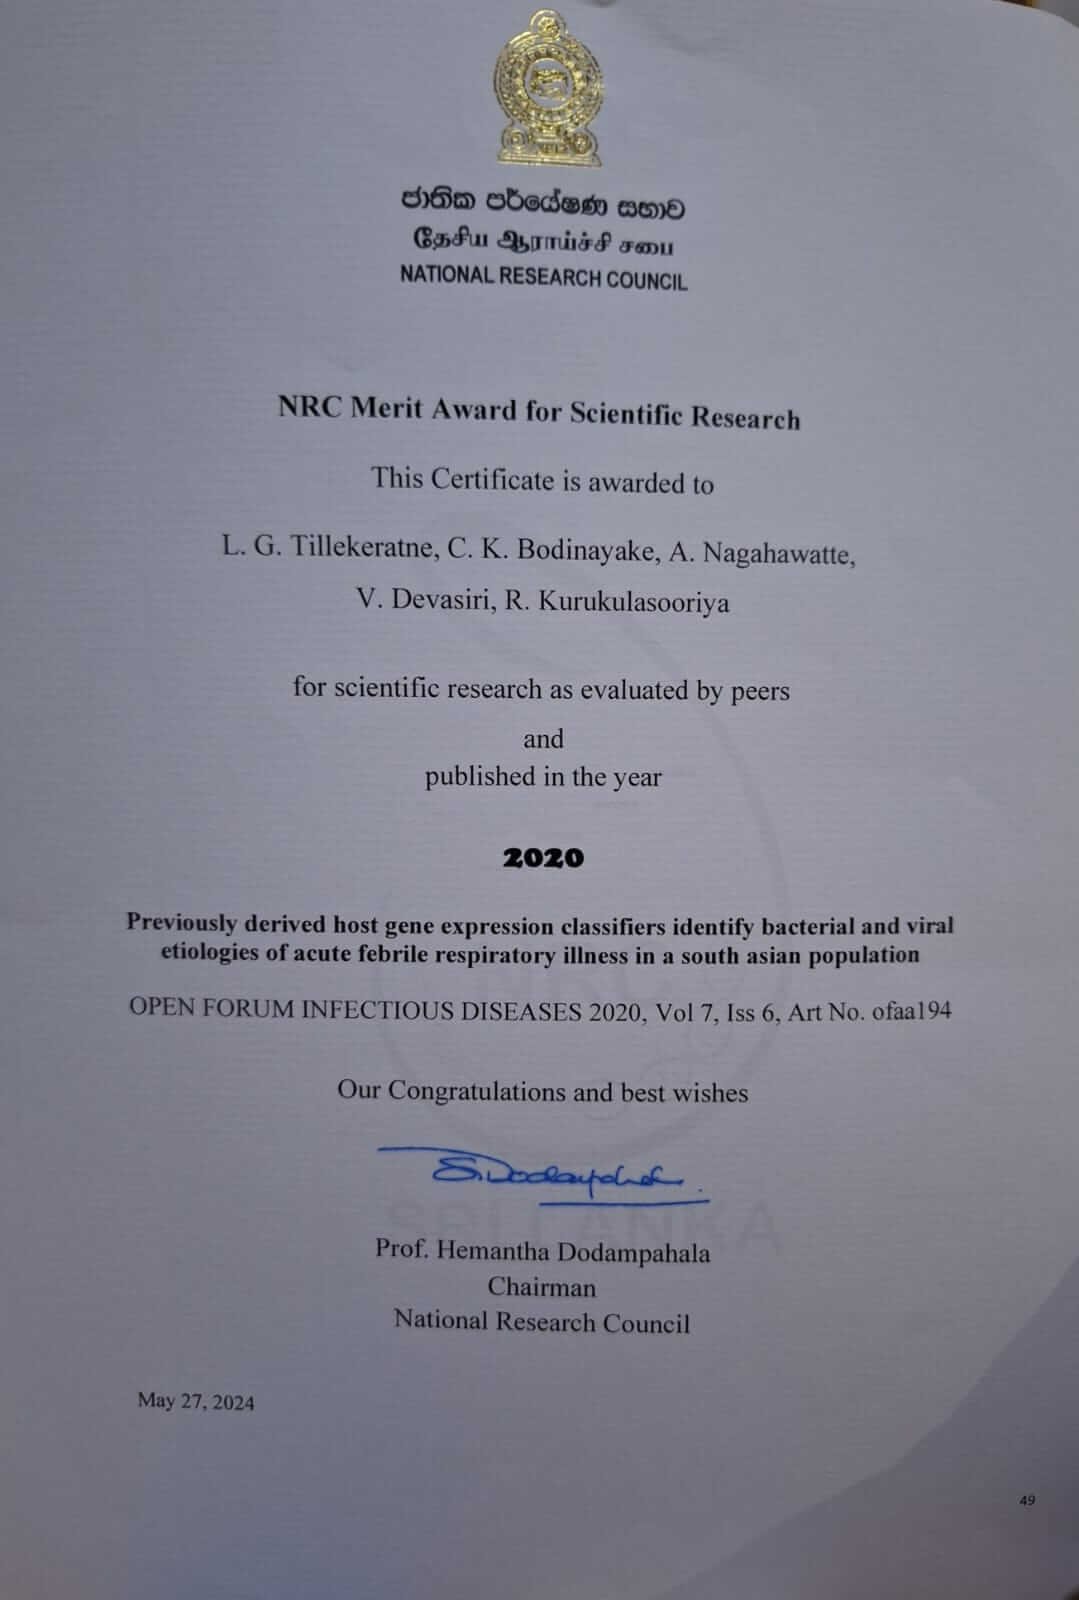 ජාතික පර්යේෂණ සභාව
தேசிய ஆராய்ச்சி சபை
NATIONAL RESEARCH COUNCIL
NRC Merit Award for Scientific Research
This Certificate is awarded to
L. G. Tillekeratne, C. K. Bodinayake, A. Nagahawatte,
V. Devasiri, R. Kurukulasooriya
for scientific research as evaluated by peers
and
published in the year
2020
Previously derived host gene expression classifiers identify bacterial and viral
etiologies of acute febrile respiratory illness in a south asian population
NRC
OPEN FORUM INFECTIOUS DISEASES 2020, Vol 7, Iss 6, Art No. ofaa194
Our Congratulations and best wishes
S. Dodampahala
SRI LANKA
Prof. Hemantha Dodampahala
Chairman
National Research Council
May 27, 2024
49